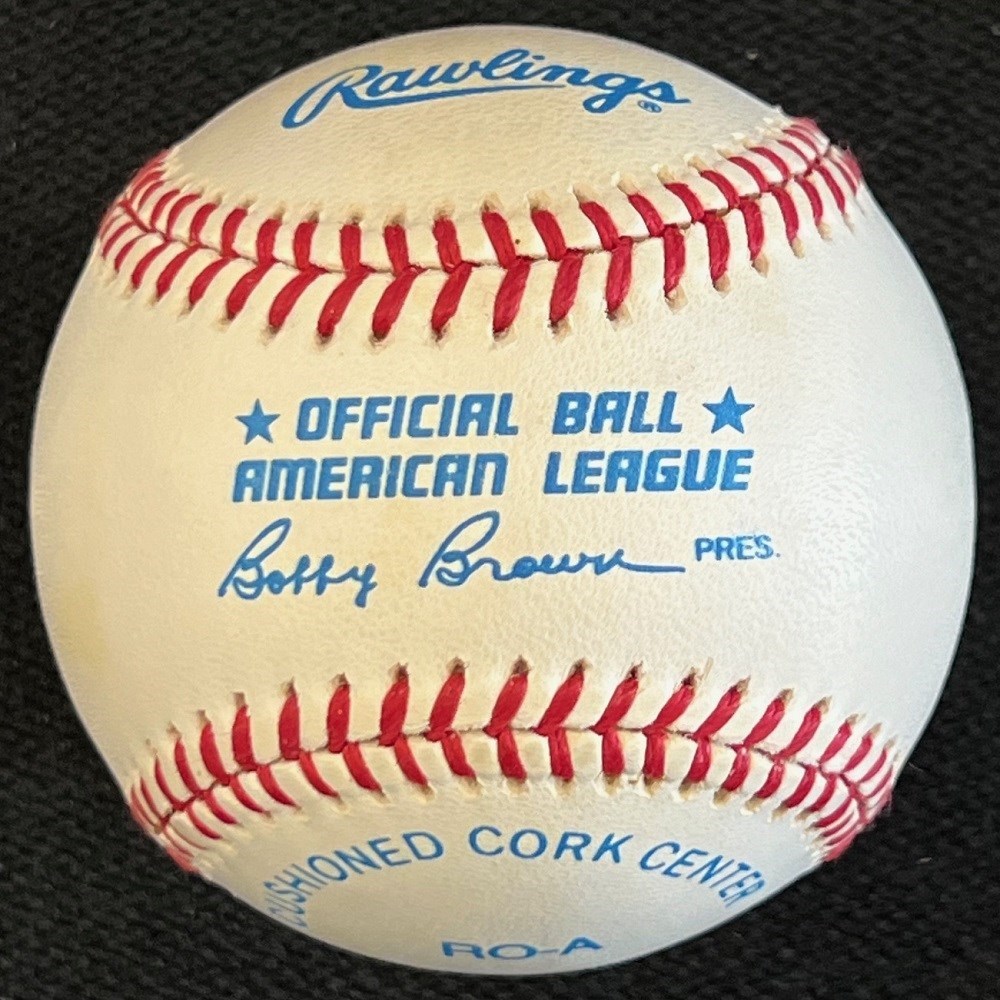 Rawlings®
★ OFFICIAL BALL ★
AMERICAN LEAGUE
Bobby Brown PRES.
CUSHIONED CORK CENTER
RO-A